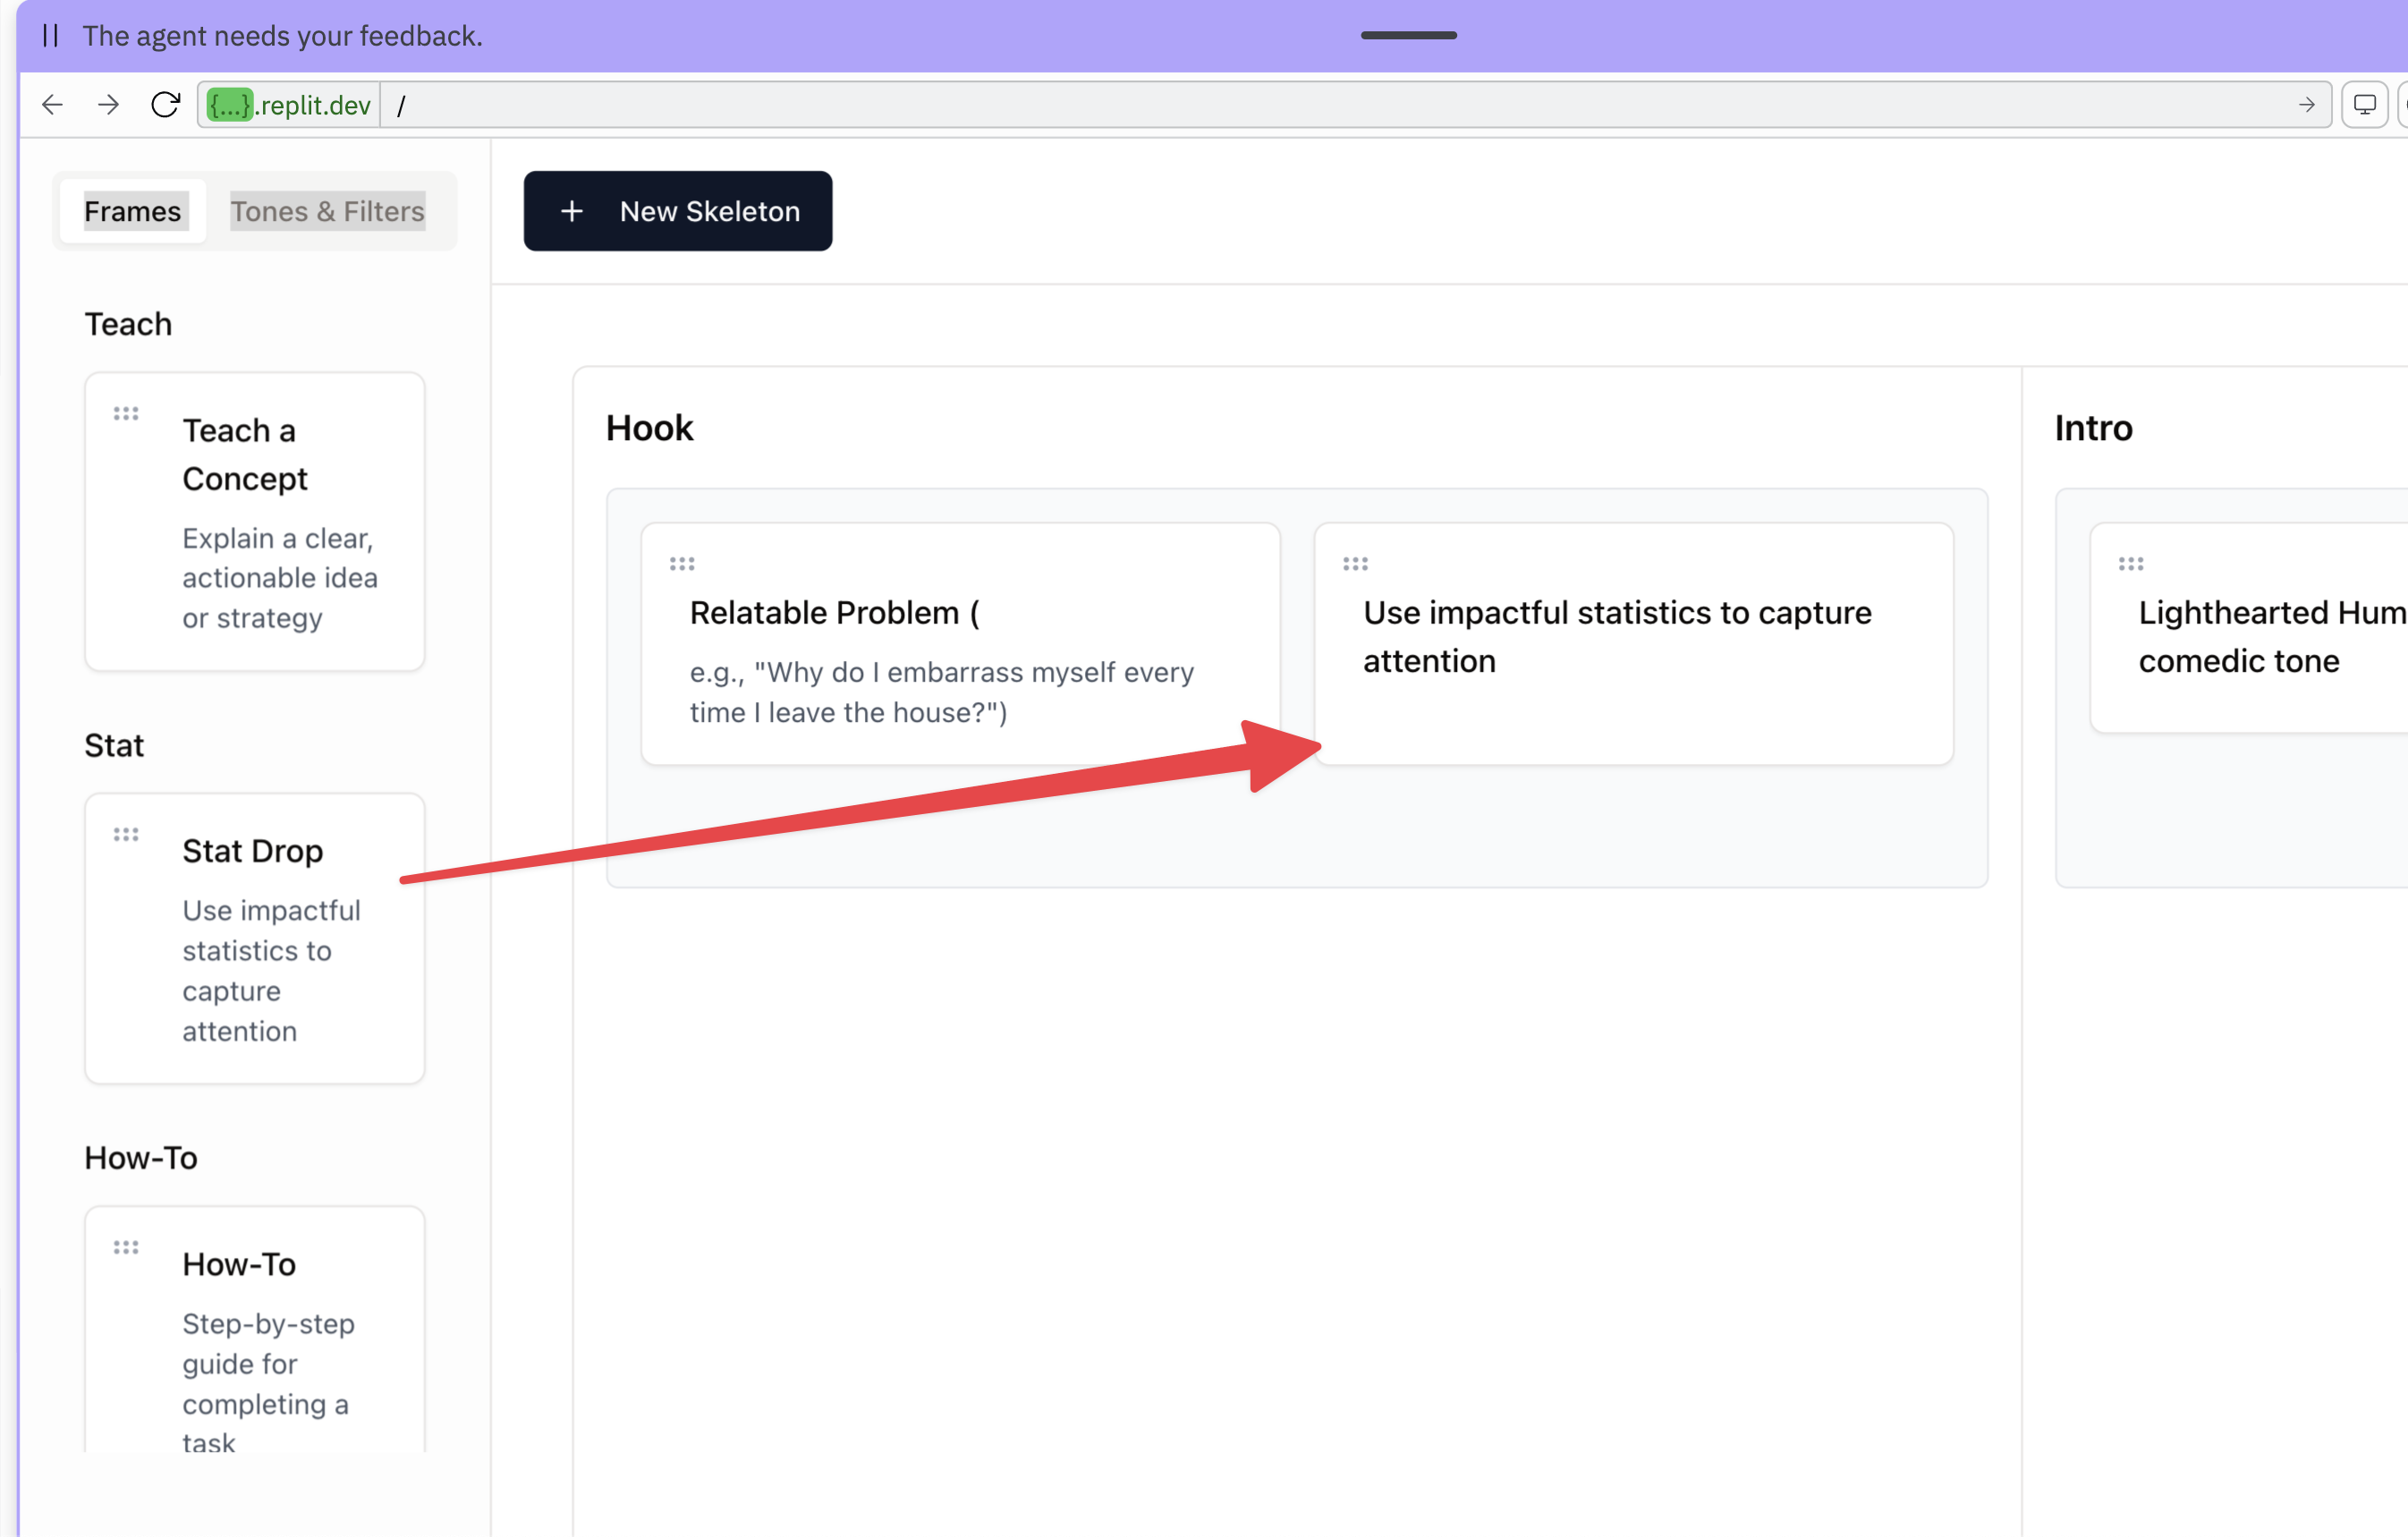 The agent needs your feedback.
{...}.replit.dev /
Frames Tones & Filters
+ New Skeleton
Teach
Teach a
Concept
Explain a clear,
actionable idea
or strategy
Stat
Stat Drop
Use impactful
statistics to
capture
attention
How-To
How-To
Step-by-step
guide for
completing a
task
Hook
Relatable Problem (
e.g., "Why do I embarrass myself every
time I leave the house?")
Use impactful statistics to capture
attention
Intro
Lighthearted Hum
comedic tone